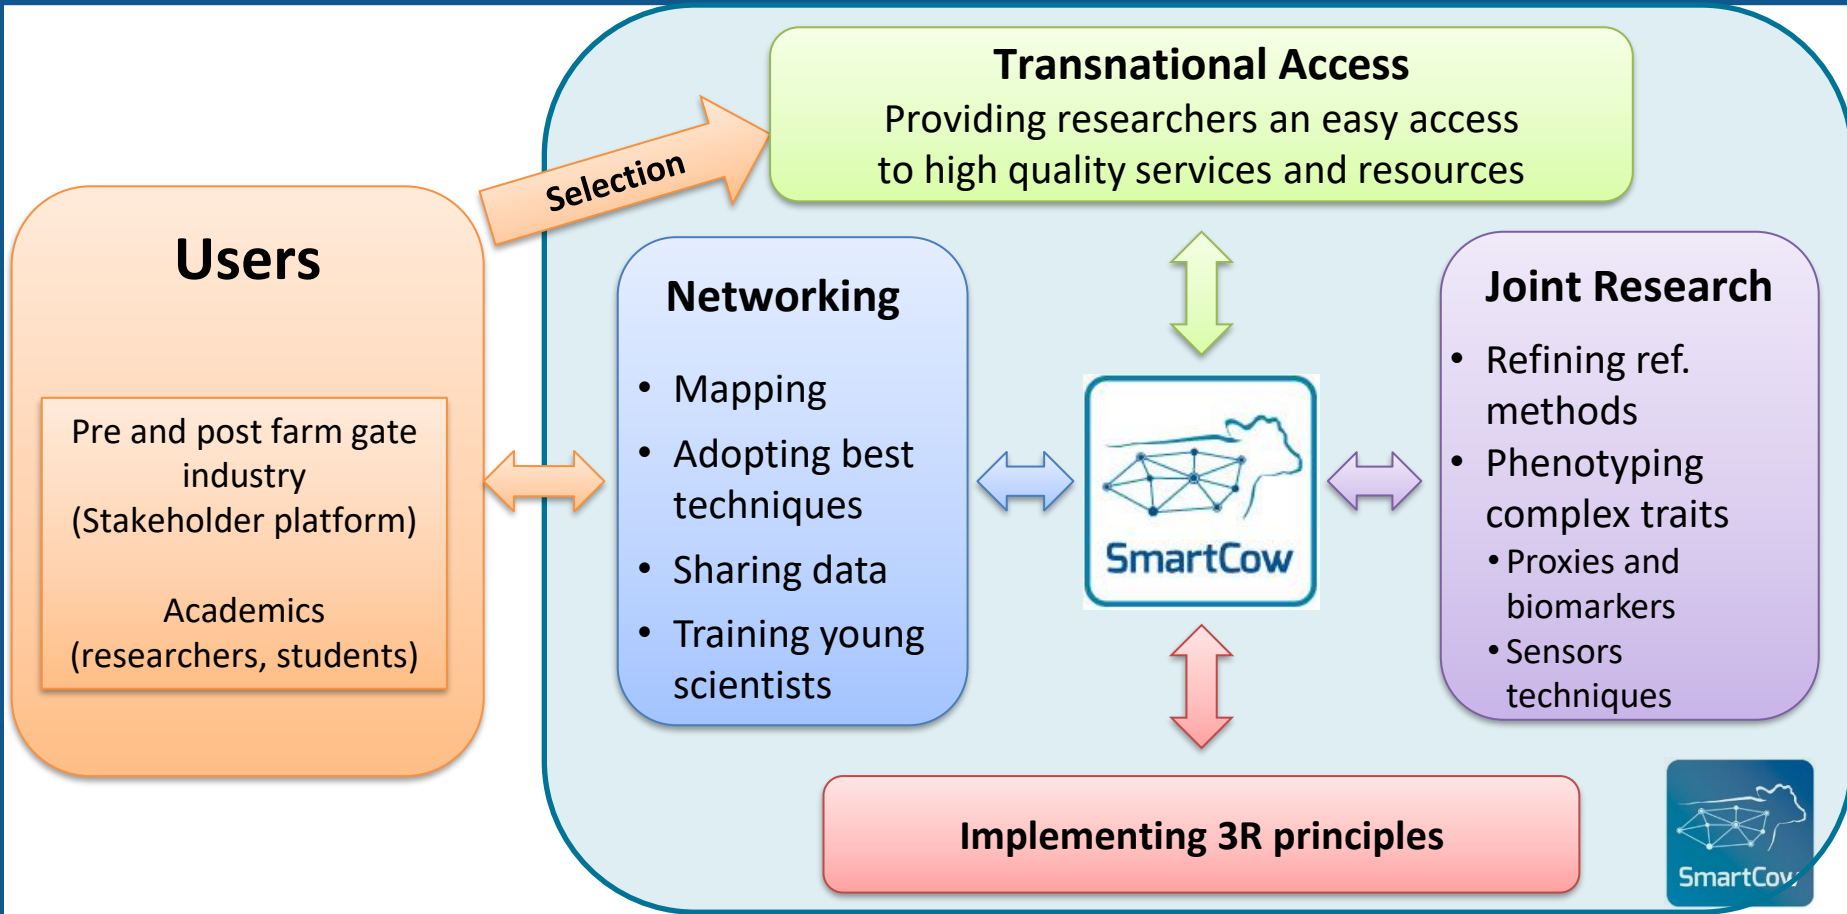 Transnational Access
Providing researchers an easy access
to high quality services and resources
Selection
Users
Pre and post farm gate
industry
(Stakeholder platform)
Academics
(researchers, students)
Networking
• Mapping
• Adopting best
techniques
• Sharing data
• Training young
scientists
SmartCow
Joint Research
• Refining ref.
methods
• Phenotyping
complex traits
• Proxies and
biomarkers
• Sensors
techniques
Implementing 3R principles
SmartCow